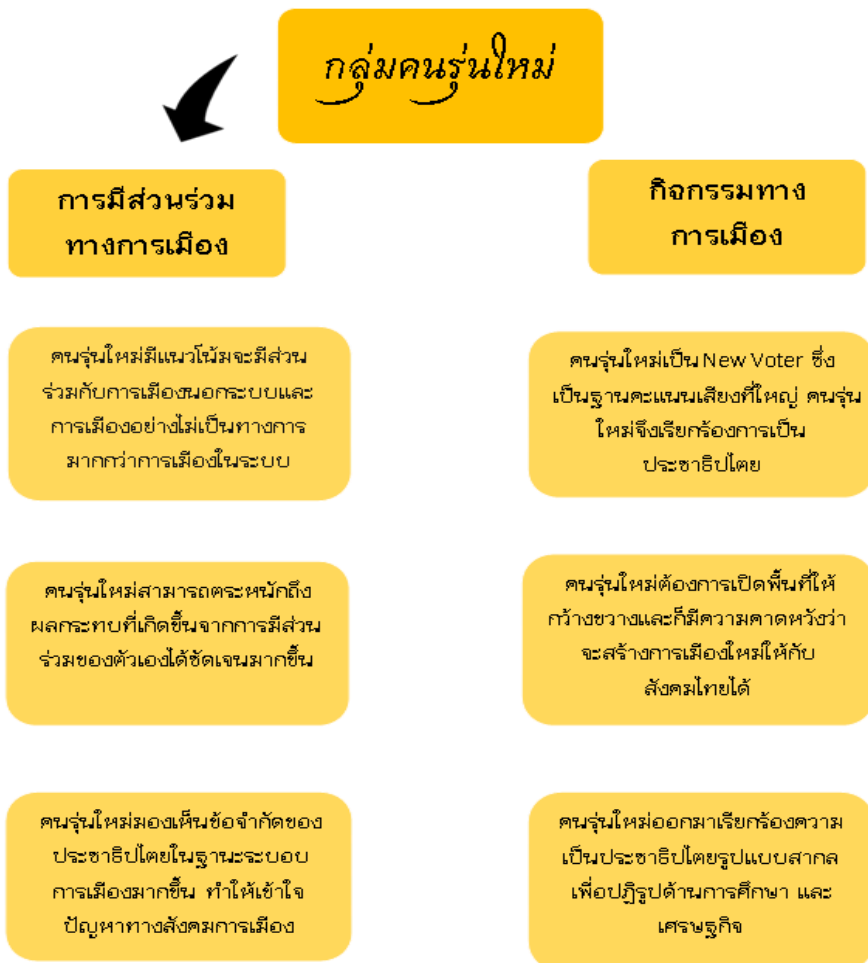 กลุ่มคนรุ่นใหม่
การมีส่วนร่วม
ทางการเมือง
คนรุ่นใหม่มีแนวโน้มจะมีส่วน
ร่วมกับการเมืองนอกระบบและ
การเมืองอย่างไม่เป็นทางการ
มากกว่าการเมืองในระบบ
คนรุ่นใหม่สามารถตระหนักถึง
ผลกระทบที่เกิดขึ้นจากการมีส่วน
ร่วมของตัวเองได้ชัดเจนมากขึ้น
คนรุ่นใหม่มองเห็นข้อจำกัดของ
ประชาธิปไตยในฐานะระบอบ
การเมืองมากขึ้น ทำให้เข้าใจ
ปัญหาทางสังคมการเมือง
กิจกรรมทาง
การเมือง
คนรุ่นใหม่เป็น New Voter ซึ่ง
เป็นฐานคะแนนเสียงที่ใหญ่ คนรุ่น
ใหม่จึงเรียกร้องการเป็น
ประชาธิปไตย
คนรุ่นใหม่ต้องการเปิดพื้นที่ให้
กว้างขวางและก็มีความคาดหวังว่า
จะสร้างการเมืองใหม่ให้กับ
สังคมไทยได้
คนรุ่นใหม่ออกมาเรียกร้องความ
เป็นประชาธิปไตยรูปแบบสากล
เพื่อปฏิรูปด้านการศึกษา และ
เศรษฐกิจ